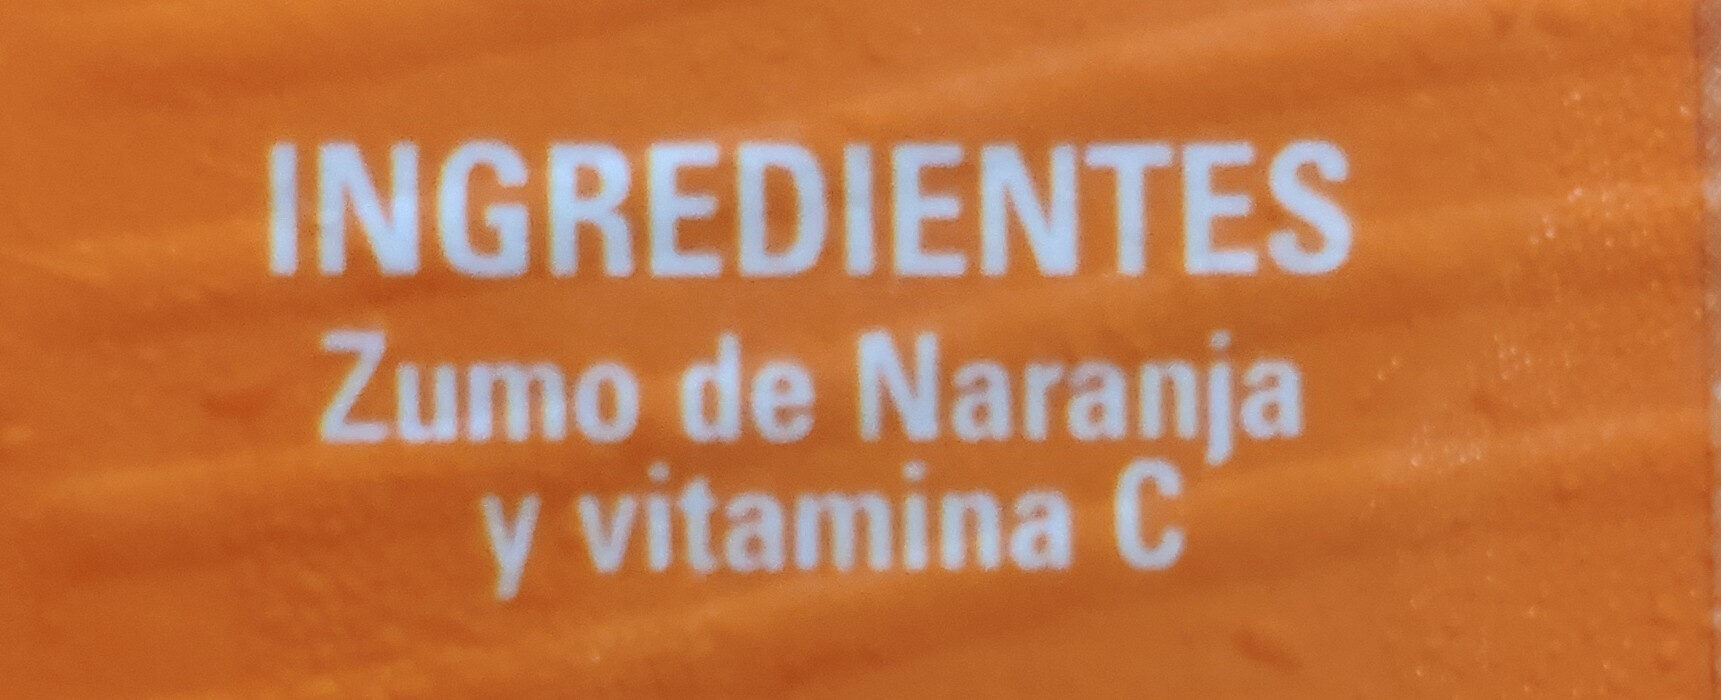 INGREDIENTES
Zumo de Naranja
y vitamina C